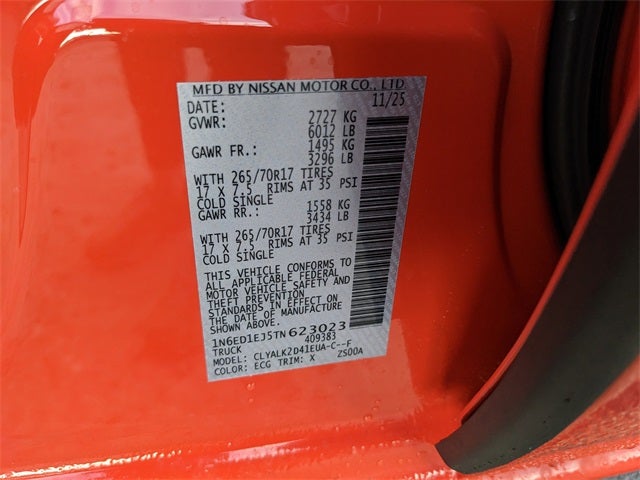 MFD BY NISSAN MOTOR CO., LTD
DATE: 11/25
GVWR: 2727 KG
6012 LB
GAWR FR.: 1495 KG
3296 LB
WITH 265/70R17 TIRES
17 X 7.5 RIMS AT 35 PSI
COLD SINGLE
GAWR RR.: 1558 KG
3434 LB
WITH 265/70R17 TIRES
17 X 7.5 RIMS AT 35 PSI
COLD SINGLE
THIS VEHICLE CONFORMS TO
ALL APPLICABLE FEDERAL
MOTOR VEHICLE SAFETY AND
THEFT PREVENTION
STANDARDS IN EFFECT ON
THE DATE OF MANUFACTURE
SHOWN ABOVE.
1N6ED1EJ5TN623023
TRUCK 409383
MODEL: CLYALK2D41EUA-C--F
COLOR: ECG TRIM: X ZS00A